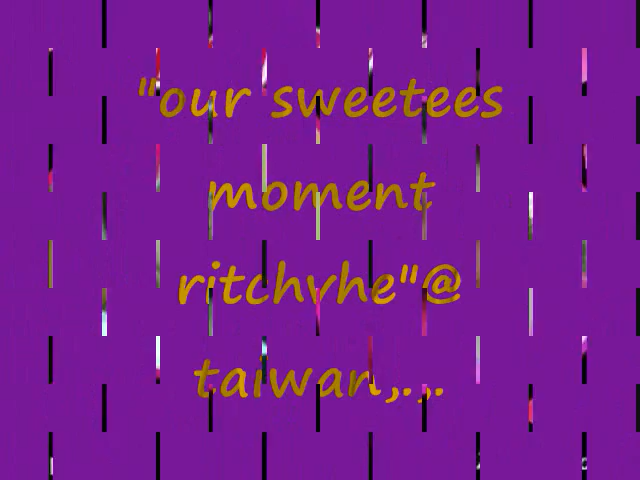 "our sweetees
moment
ritchyhe"@
taiwan,.,.